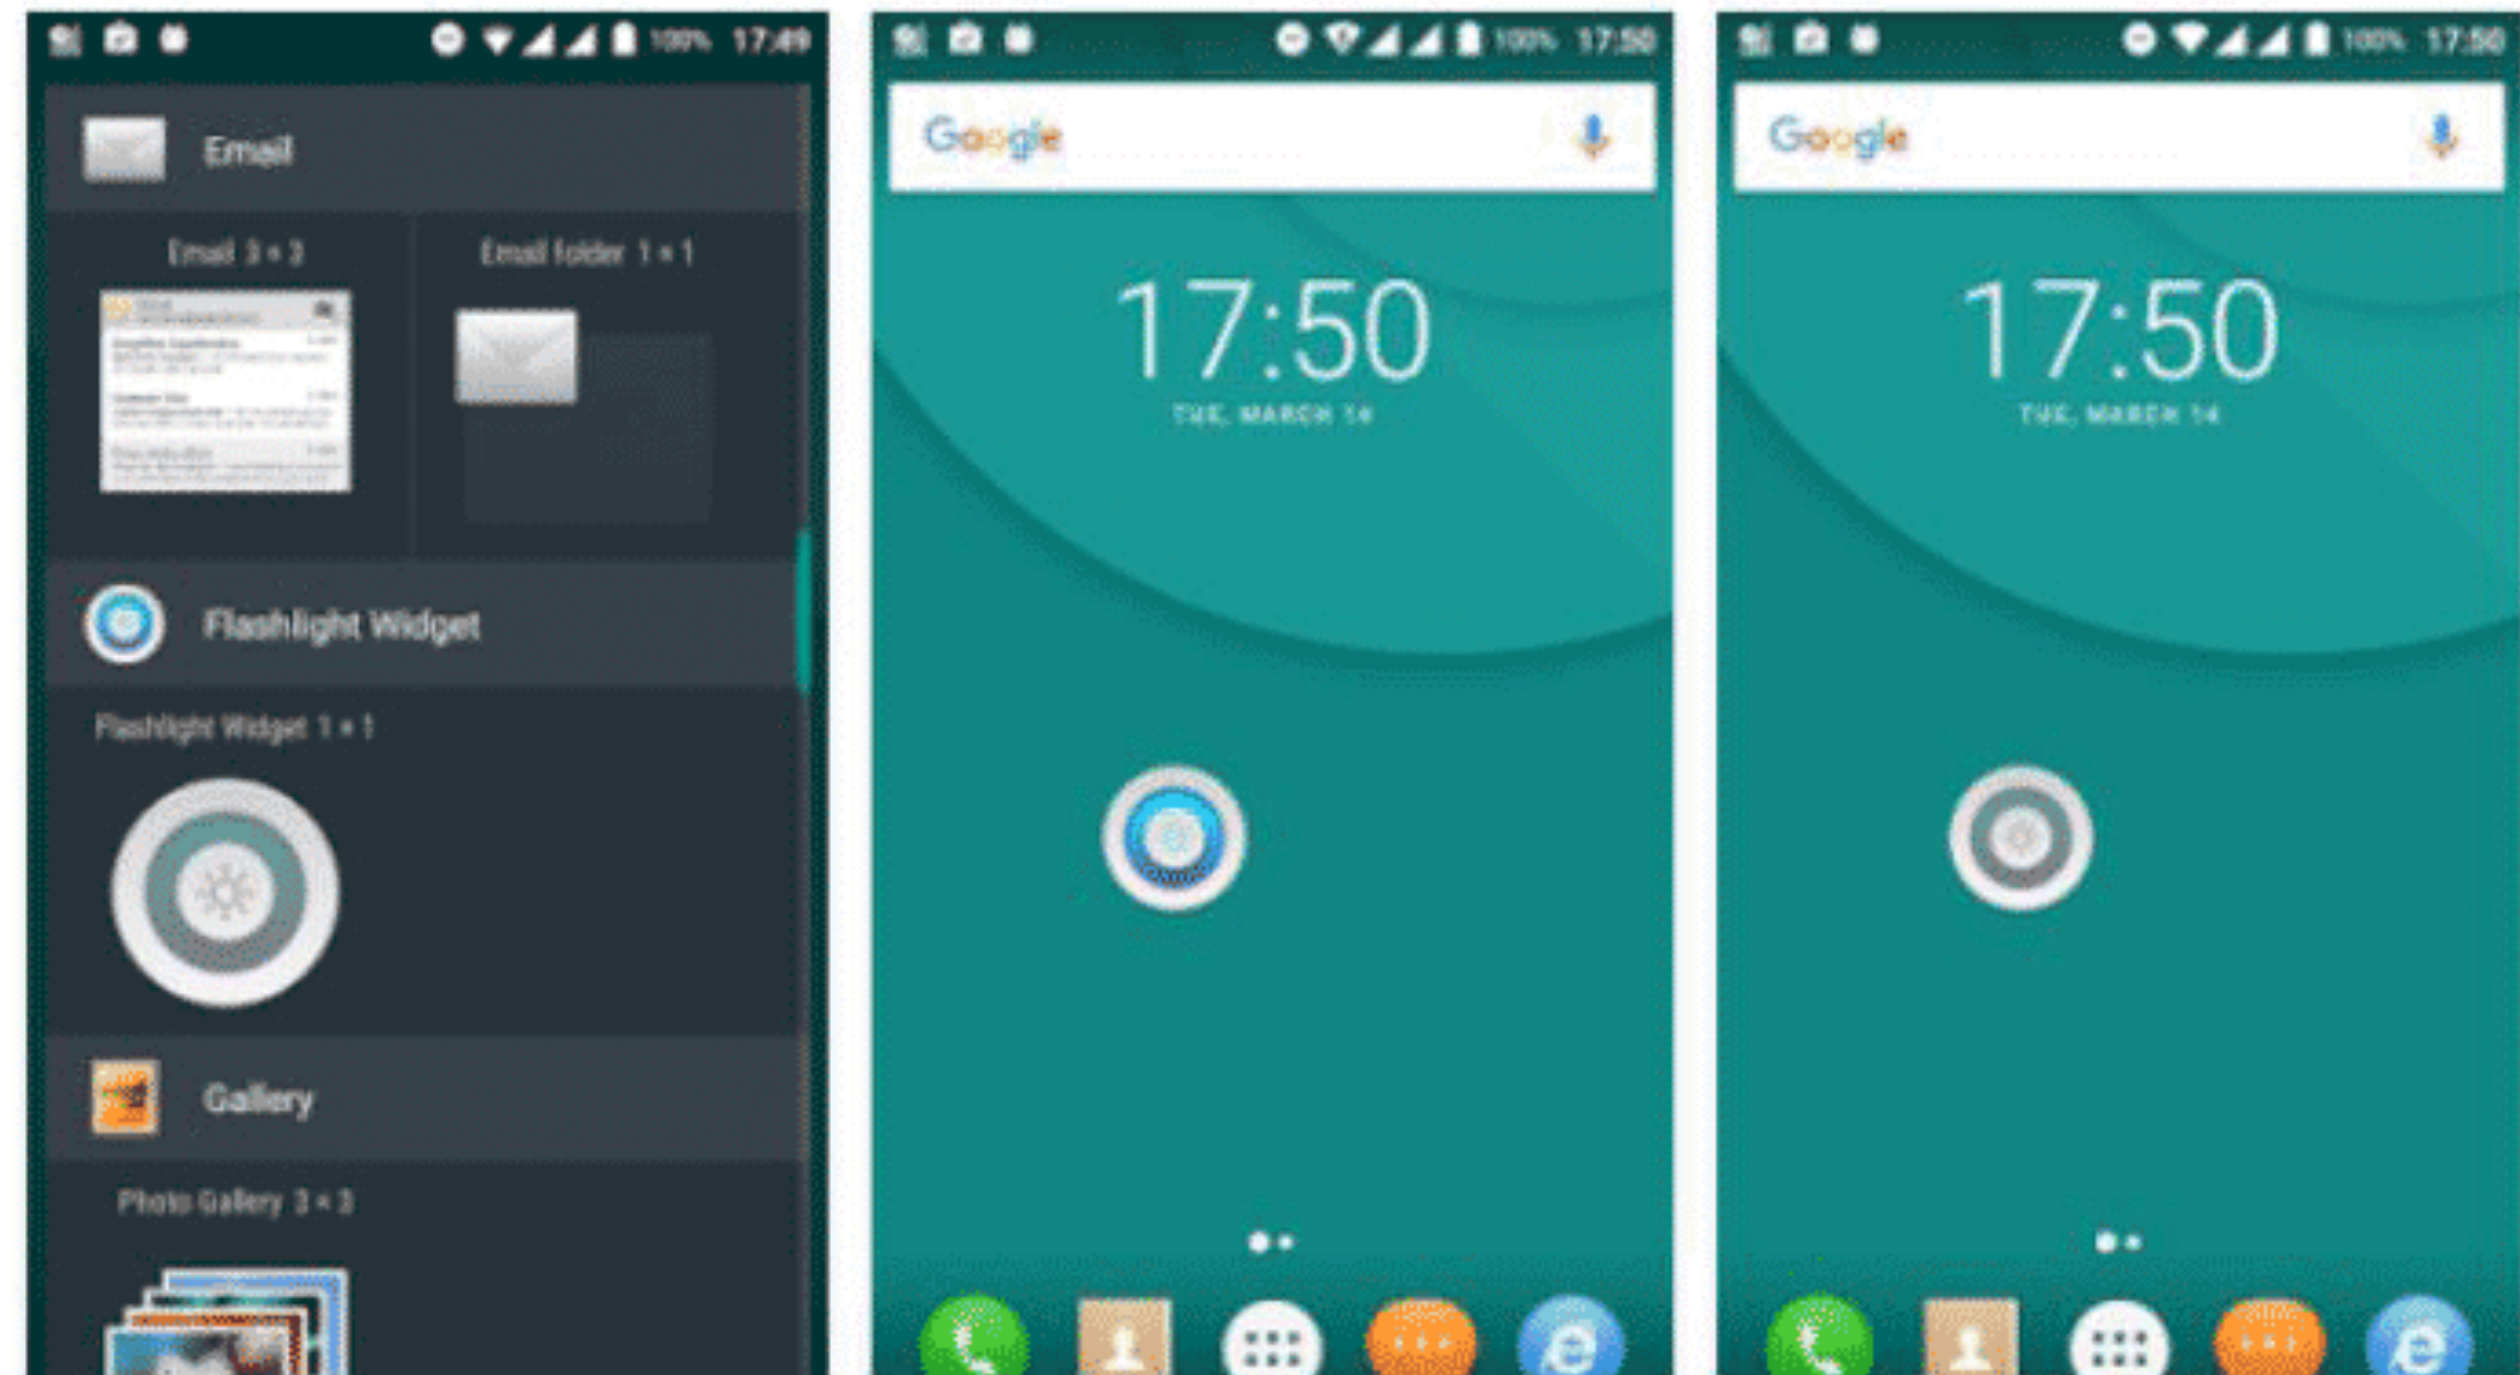 100% 17:49
Email
Email 3 × 3
Email folder 1 × 1
Flashlight Widget
Flashlight Widget 1 × 1
Gallery
Photo Gallery 3 × 3
100% 17:50
Google
17:50
TUE, MARCH 14
100% 17:50
Google
17:50
TUE, MARCH 14